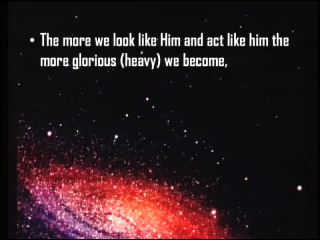 • The more we look like Him and act like him the
more glorious (heavy) we become,